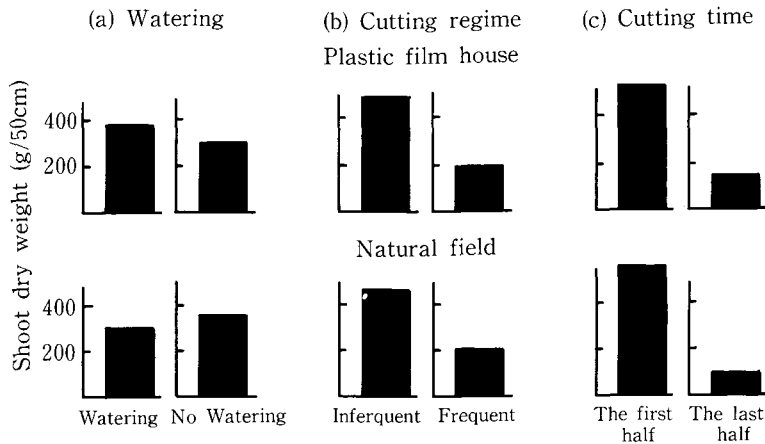 (a) Watering
(b) Cutting regime
(c) Cutting time
Plastic film house
Shoot dry weight (g/50cm)
400
200
Natural field
400
200
Watering
No Watering
Inferquent
Frequent
The first
half
The last
half